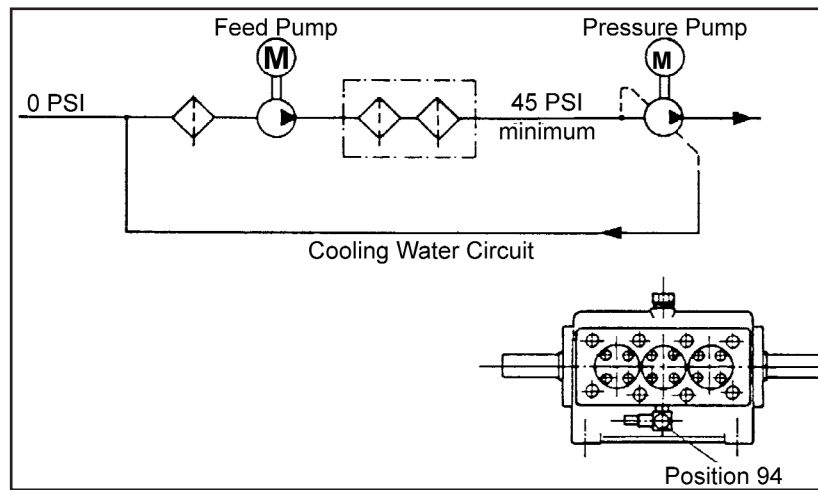 Feed Pump
Pressure Pump
M
M
0 PSI
45 PSI
minimum
Cooling Water Circuit
Position 94